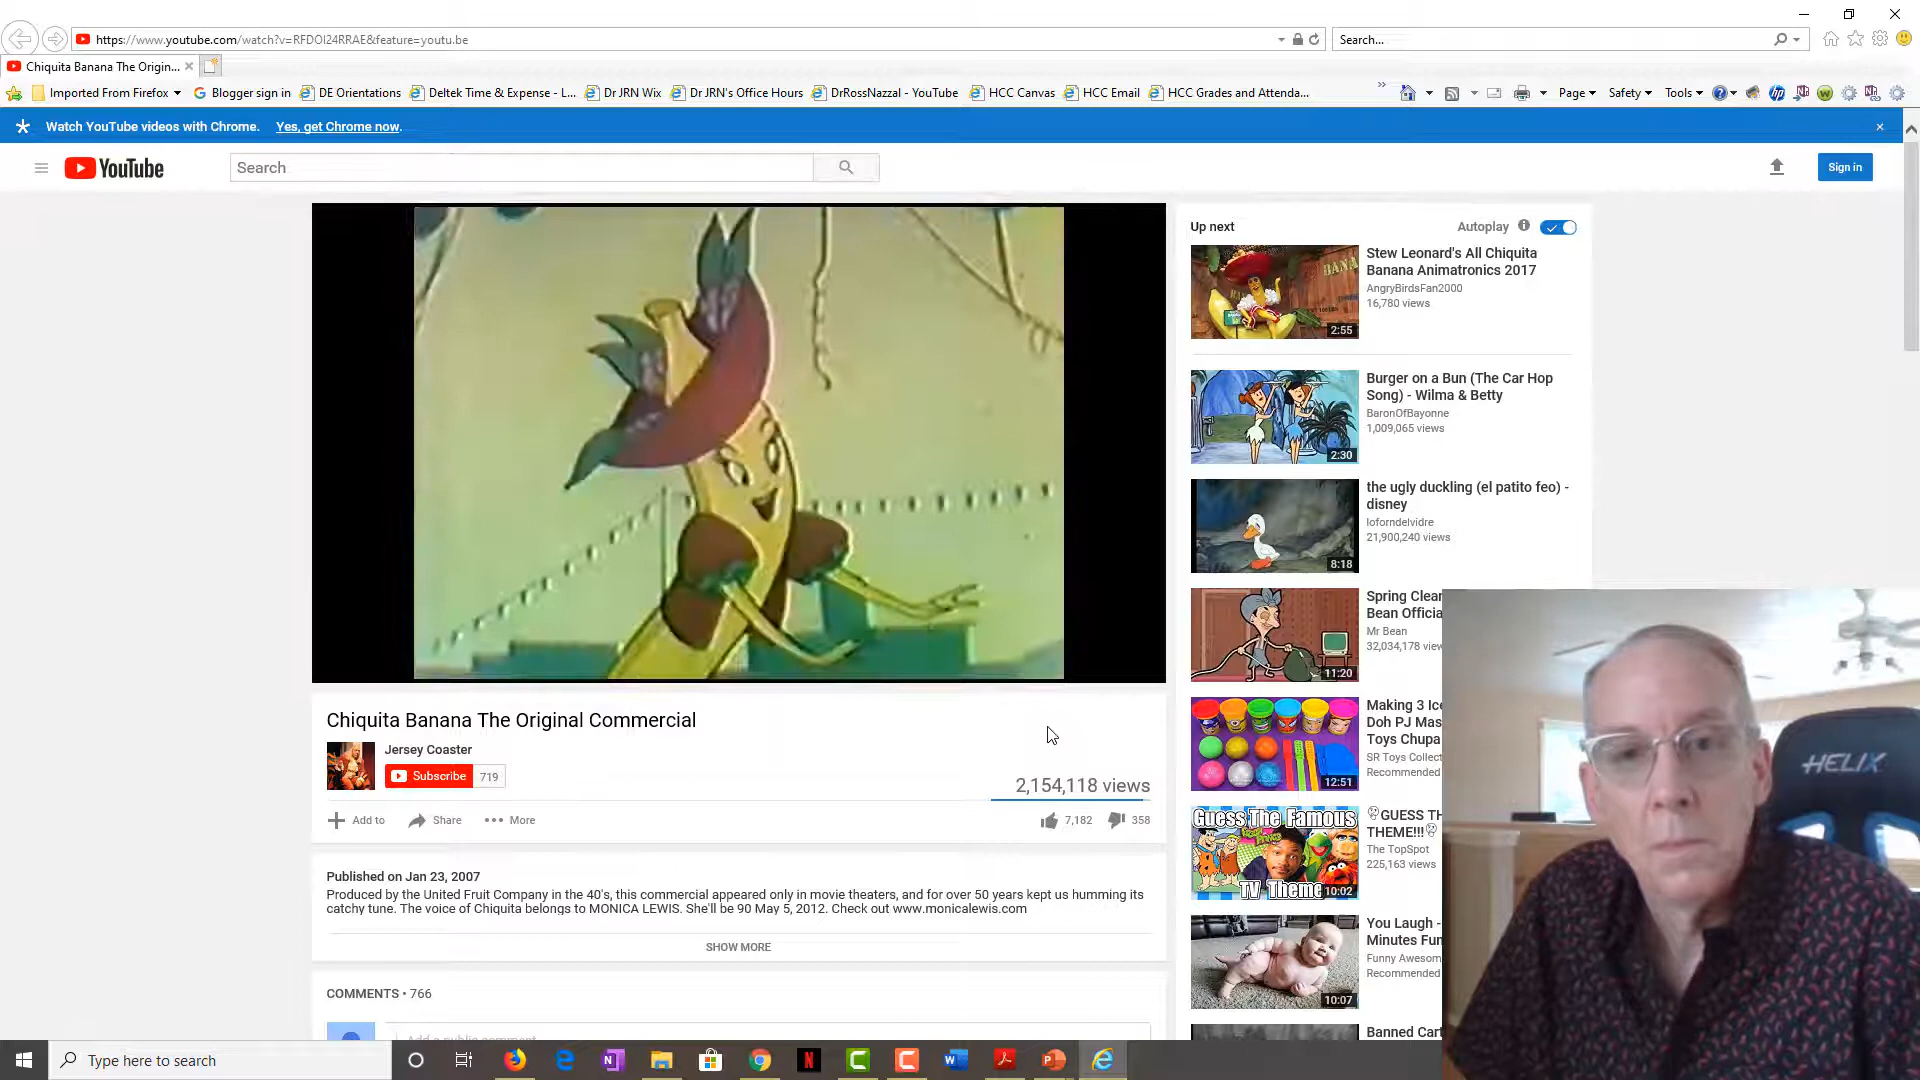 https://www.youtube.com/watch?v=RFDOI24RRAE&feature=youtu.be
Search...
Chiquita Banana The Origin...
Imported From Firefox
Blogger sign in
DE Orientations
Deltek Time & Expense - L...
Dr JRN Wix
Dr JRN's Office Hours
DrRossNazzal - YouTube
HCC Canvas
HCC Email
HCC Grades and Attenda...
Page
Safety
Tools
Watch YouTube videos with Chrome. Yes, get Chrome now.
YouTube
Search
Sign in
Up next
Autoplay
Stew Leonard's All Chiquita
Banana Animatronics 2017
AngryBirdsFan2000
16,780 views
2:55
Burger on a Bun (The Car Hop
Song) - Wilma & Betty
BaronOfBayonne
1,009,065 views
2:30
the ugly duckling (el patito feo) -
disney
loforndelvidre
21,900,240 views
8:18
Spring Clea
Bean Officia
Mr Bean
32,034,178 view
11:20
Making 3 Ice
Doh PJ Mas
Toys Chupa
SR Toys Collect
Recommended
12:51
Guess The Famous
TV Theme
10:02
GUESS TH
THEME!!!
The TopSpot
225,163 views
You Laugh -
Minutes Fun
Funny Awesom
Recommended
10:07
Banned Cart
Chiquita Banana The Original Commercial
Jersey Coaster
Subscribe 719
2,154,118 views
Add to
Share
More
7,182
358
Published on Jan 23, 2007
Produced by the United Fruit Company in the 40's, this commercial appeared only in movie theaters, and for over 50 years kept us humming its
catchy tune. The voice of Chiquita belongs to MONICA LEWIS. She'll be 90 May 5, 2012. Check out www.monicalewis.com
SHOW MORE
COMMENTS • 766
Add a public comment...
HELIX
Type here to search